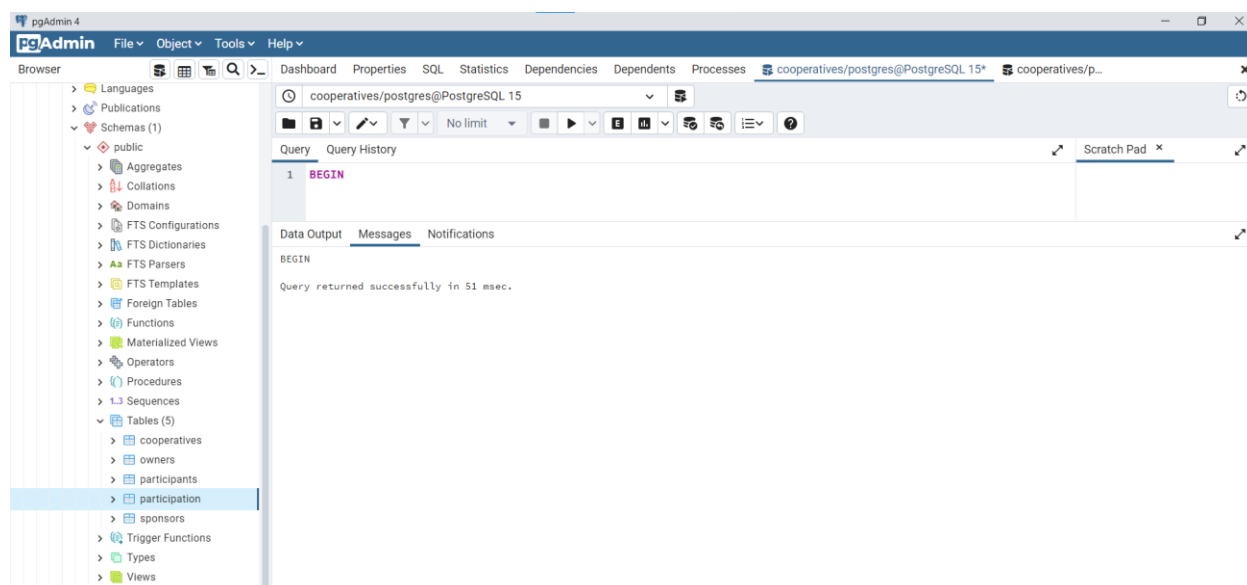 pgAdmin 4
pgAdmin File Object Tools Help
Browser
Dashboard Properties SQL Statistics Dependencies Dependents Processes cooperatives/postgres@PostgreSQL 15* cooperatives/p...
Languages
Publications
Schemas (1)
public
Aggregates
Collations
Domains
FTS Configurations
FTS Dictionaries
FTS Parsers
FTS Templates
Foreign Tables
Functions
Materialized Views
Operators
Procedures
1..3 Sequences
Tables (5)
cooperatives
owners
participants
participation
sponsors
Trigger Functions
Types
Views
cooperatives/postgres@PostgreSQL 15
No limit
E
Query Query History
Scratch Pad
1 BEGIN
Data Output Messages Notifications
BEGIN
Query returned successfully in 51 msec.